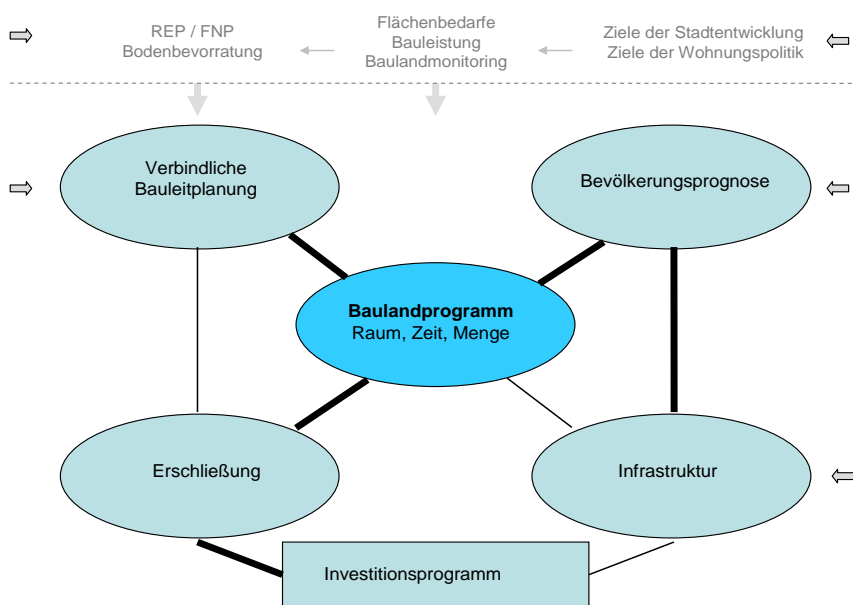 REP / FNP
Bodenbevorratung
Flächenbedarfe
Bauleistung
Baulandmonitoring
Ziele der Stadtentwicklung
Ziele der Wohnungspolitik
Verbindliche
Bauleitplanung
Bevölkerungsprognose
Baulandprogramm
Raum, Zeit, Menge
Erschließung
Infrastruktur
Investitionsprogramm